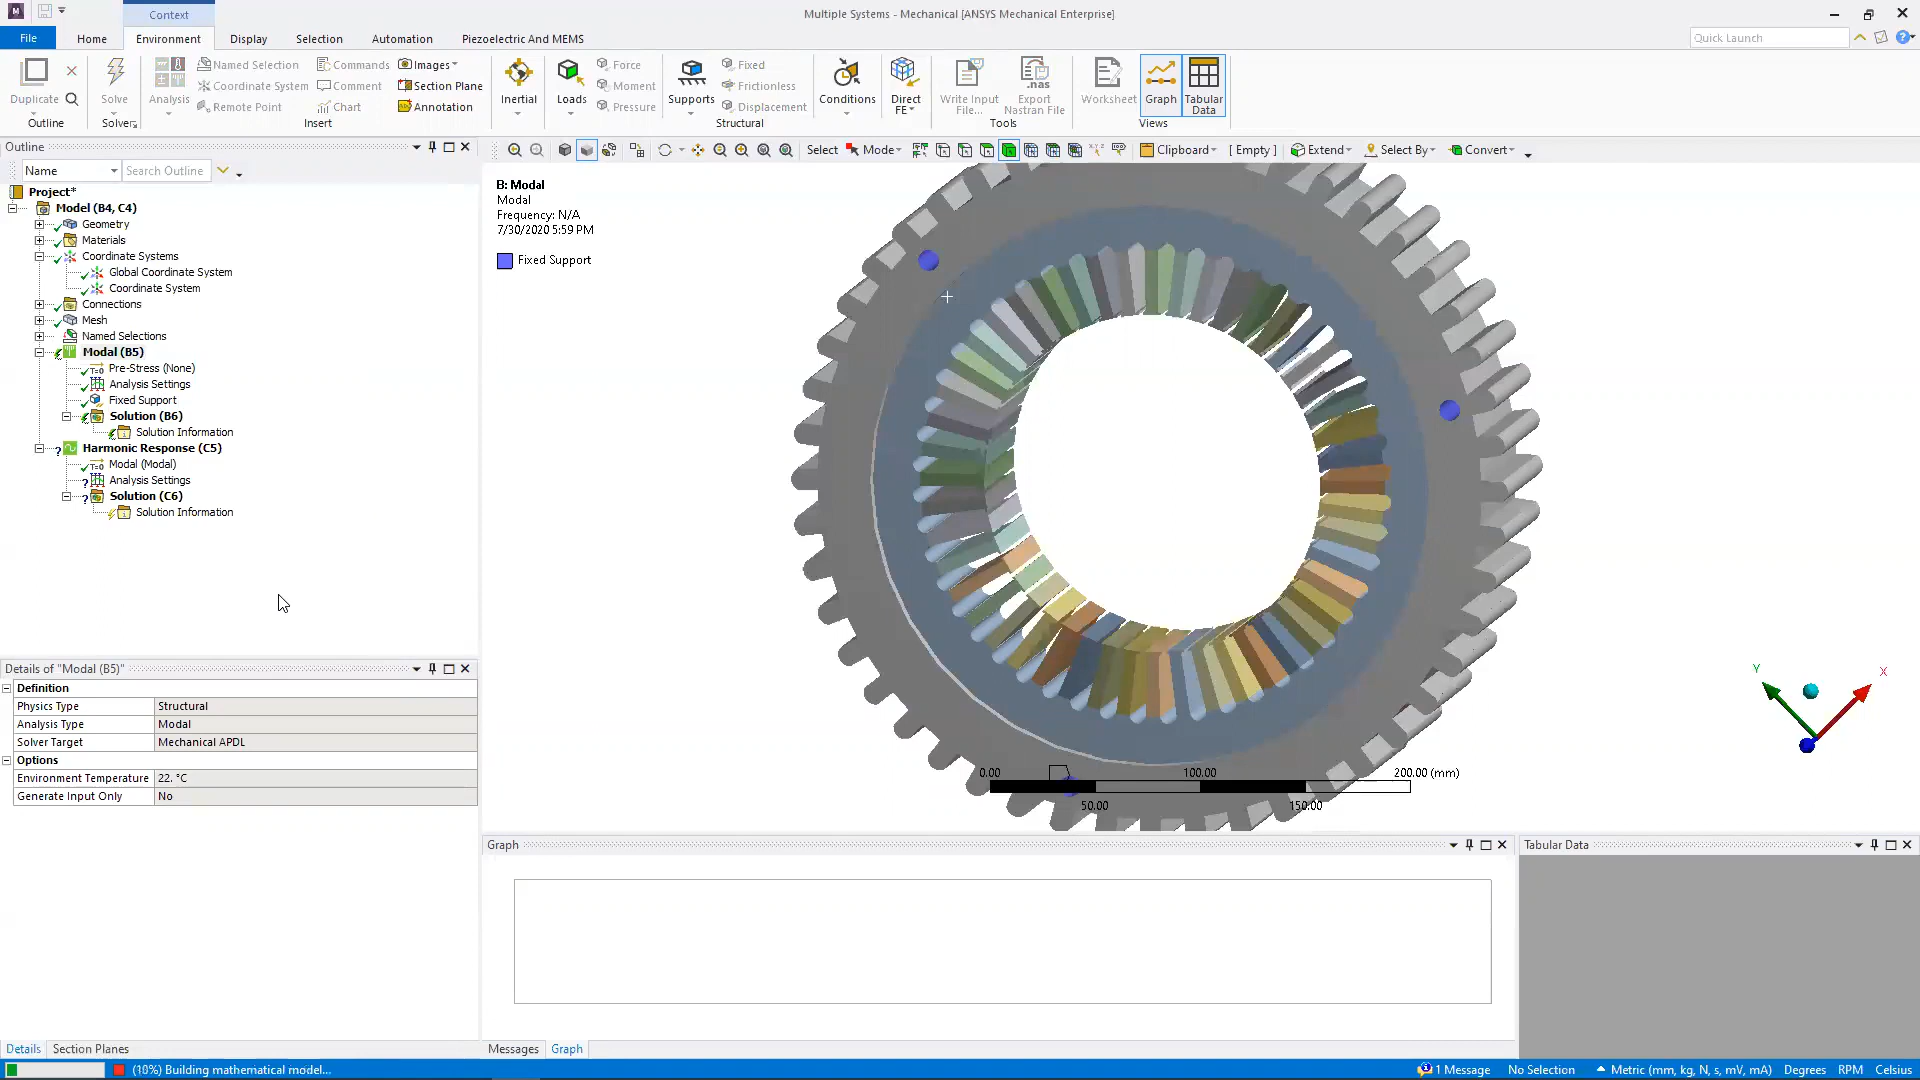 Context
Multiple Systems - Mechanical [ANSYS Mechanical Enterprise]
File Home Environment Display Selection Automation Piezoelectric And MEMS Quick Launch
Duplicate Solve Analysis Named Selection Coordinate System Remote Point Commands Comment Chart Images Section Plane Annotation
Inertial Loads Force Moment Pressure Supports Fixed Frictionless Displacement Conditions Direct FE
Write Input File... Export Nastran File .nas Worksheet Graph Tabular Data
Outline Solver Insert Structural Tools Views
Outline
Name Search Outline
Select Mode Clipboard [ Empty ] Extend Select By Convert
Project*
Model (B4, C4)
Geometry
Materials
Coordinate Systems
Global Coordinate System
Coordinate System
Connections
Mesh
Named Selections
Modal (B5)
Pre-Stress (None)
Analysis Settings
Fixed Support
Solution (B6)
Solution Information
Harmonic Response (C5)
Modal (Modal)
Analysis Settings
Solution (C6)
Solution Information
B: Modal
Modal
Frequency: N/A
7/30/2020 5:59 PM
Fixed Support
Y X
0.00 100.00 200.00 (mm)
50.00 150.00
Details of "Modal (B5)"
Definition
Physics Type Structural
Analysis Type Modal
Solver Target Mechanical APDL
Options
Environment Temperature 22. °C
Generate Input Only No
Graph
Tabular Data
Details Section Planes
Messages Graph
(10%) Building mathematical model...
1 Message No Selection Metric (mm, kg, N, s, mV, mA) Degrees RPM Celsius